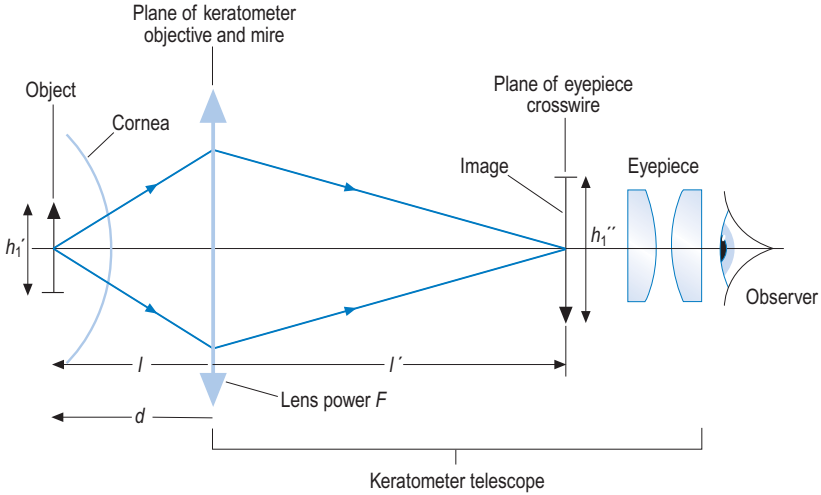 Plane of keratometer
objective and mire
Object
Cornea
Plane of eyepiece
crosswire
Image
Eyepiece
h₁′
h₁′′
Observer
l
l′
Lens power F
d
Keratometer telescope